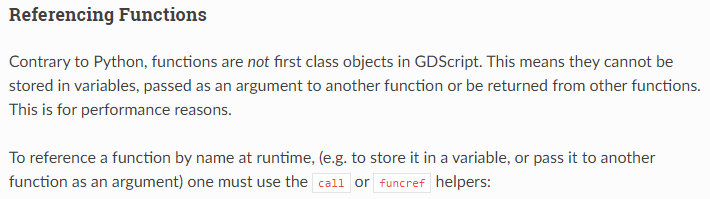 Referencing Functions
Contrary to Python, functions are not first class objects in GDScript. This means they cannot be
stored in variables, passed as an argument to another function or be returned from other functions.
This is for performance reasons.
To reference a function by name at runtime, (e.g. to store it in a variable, or pass it to another
function as an argument) one must use the call or funcref helpers: